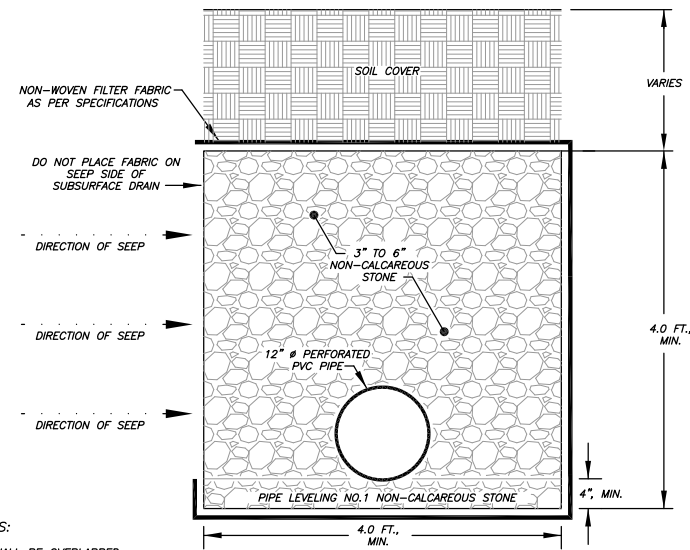 SOIL COVER
NON-WOVEN FILTER FABRIC
AS PER SPECIFICATIONS
VARIES
DO NOT PLACE FABRIC ON
SEEP SIDE OF
SUBSURFACE DRAIN
DIRECTION OF SEEP
3" TO 6"
NON-CALCAREOUS
STONE
DIRECTION OF SEEP
4.0 FT.,
MIN.
12" ø PERFORATED
PVC PIPE
DIRECTION OF SEEP
PIPE LEVELING NO.1 NON-CALCAREOUS STONE
4", MIN.
4.0 FT.,
MIN.
S: